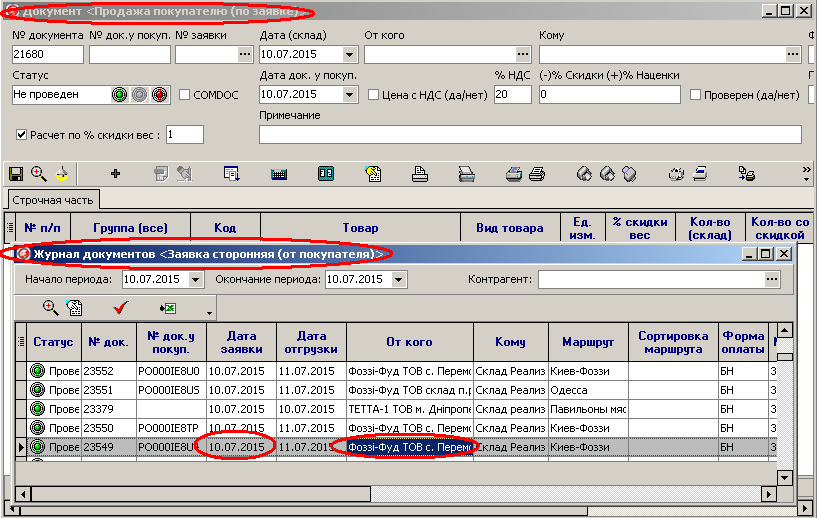 Документ <Продажа покупателю (по заявке)>
№ документа № док.у покуп. № заявки Дата (склад) От кого Кому
21680 10.07.2015
Статус Дата док. у покуп. % НДС (-)% Скидки (+)% Наценки
Не проведен COMDOC 10.07.2015 Цена с НДС (да/нет) 20 0 Проверен (да/нет)
Примечание
Расчет по % скидки вес : 1
Строчная часть
№ п/п Группа (все) Код Товар Вид товара Ед. изм. % скидки вес Кол-во (склад) Кол-во со скидкой
Журнал документов <Заявка сторонняя (от покупателя)>
Начало периода: 10.07.2015 Окончание периода: 10.07.2015 Контрагент:
Статус № док. № док.у покуп. Дата заявки Дата отгрузки От кого Кому Маршрут Сортировка маршрута Форма оплаты
Прове 23552 PO000IE8U0 10.07.2015 11.07.2015 Фоззі-Фуд ТОВ с. Перемо Склад Реализ Киев-Фоззи БН 3
Прове 23551 PO000IE8US 10.07.2015 11.07.2015 Фоззі-Фуд ТОВ склад п.р Склад Реализ Одесса БН 3
Прове 23379 10.07.2015 10.07.2015 ТЕТТА-1 ТОВ м. Дніпропе Склад Реализ Павильоны мяс БН 3
Прове 23550 PO000IE8TP 10.07.2015 11.07.2015 Фоззі-Фуд ТОВ с. Перемо Склад Реализ Киев-Фоззи БН 3
Прове 23549 PO000IE8U 10.07.2015 11.07.2015 Фоззі-Фуд ТОВ с. Перемо Склад Реализ Киев-Фоззи БН 3